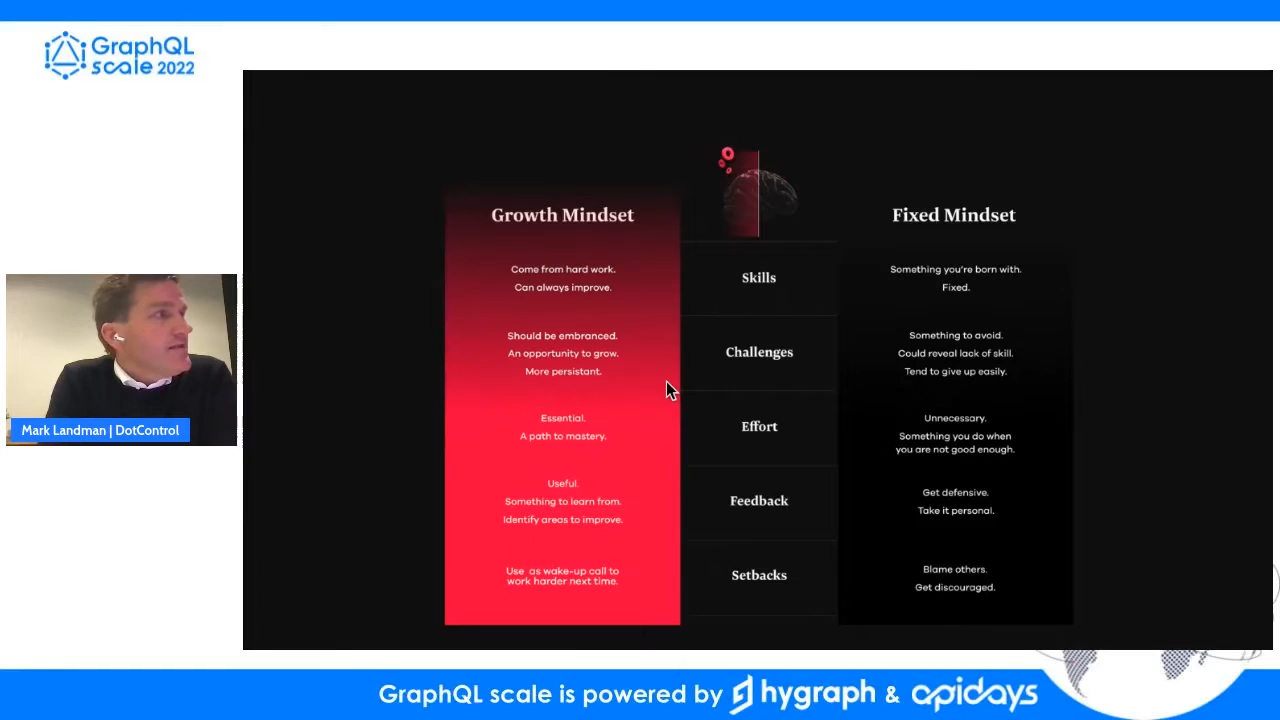 GraphQL
scale 2022
Growth Mindset
Come from hard work.
Can always improve.
Should be embranced.
An opportunity to grow.
More persistant.
Essential.
A path to mastery.
Useful.
Something to learn from.
Identify areas to improve.
Use as wake-up call to
work harder next time.
Skills
Challenges
Effort
Feedback
Setbacks
Fixed Mindset
Something you're born with.
Fixed.
Something to avoid.
Could reveal lack of skill.
Tend to give up easily.
Unnecessary.
Something you do when
you are not good enough.
Get defensive.
Take it personal.
Blame others.
Get discouraged.
Mark Landman | DotControl
GraphQL scale is powered by hygraph & apidays